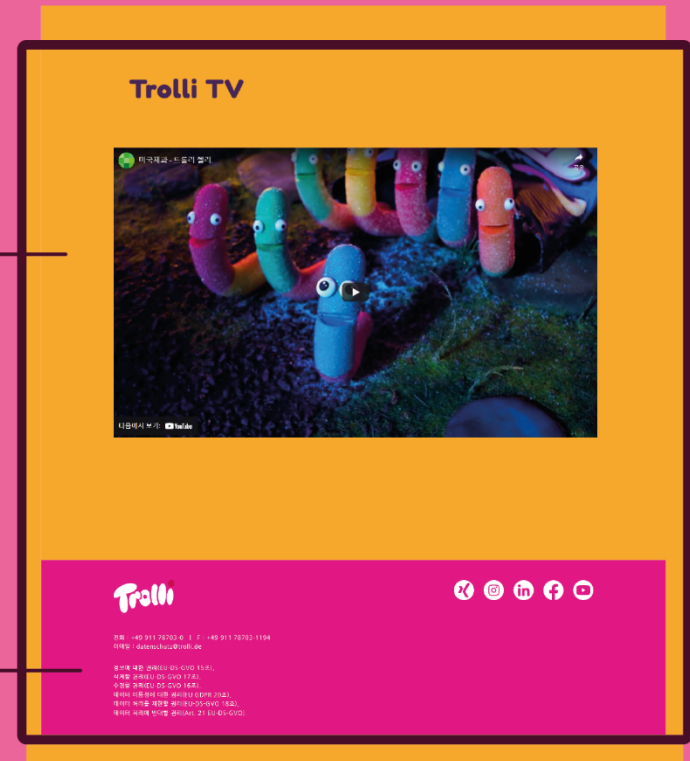 Trolli TV
미국제과 - 트롤리 젤리
공유
다음에서 보기: YouTube
Trolli
전화 : +49 911 78703-0 | F : +49 911 78703-1194
이메일 : datenschutz@trolli.de
정보에 대한 권리(EU-DS-GVO 15조),
삭제할 권리(EU-DS-GVO 17조),
수정할 권리(EU-DS-GVO 16조),
데이터 이동성에 대한 권리(EU GDPR 20조),
데이터 처리를 제한할 권리(EU-DS-GVO 18조),
데이터 처리에 반대할 권리(Art. 21 EU-DS-GVO).